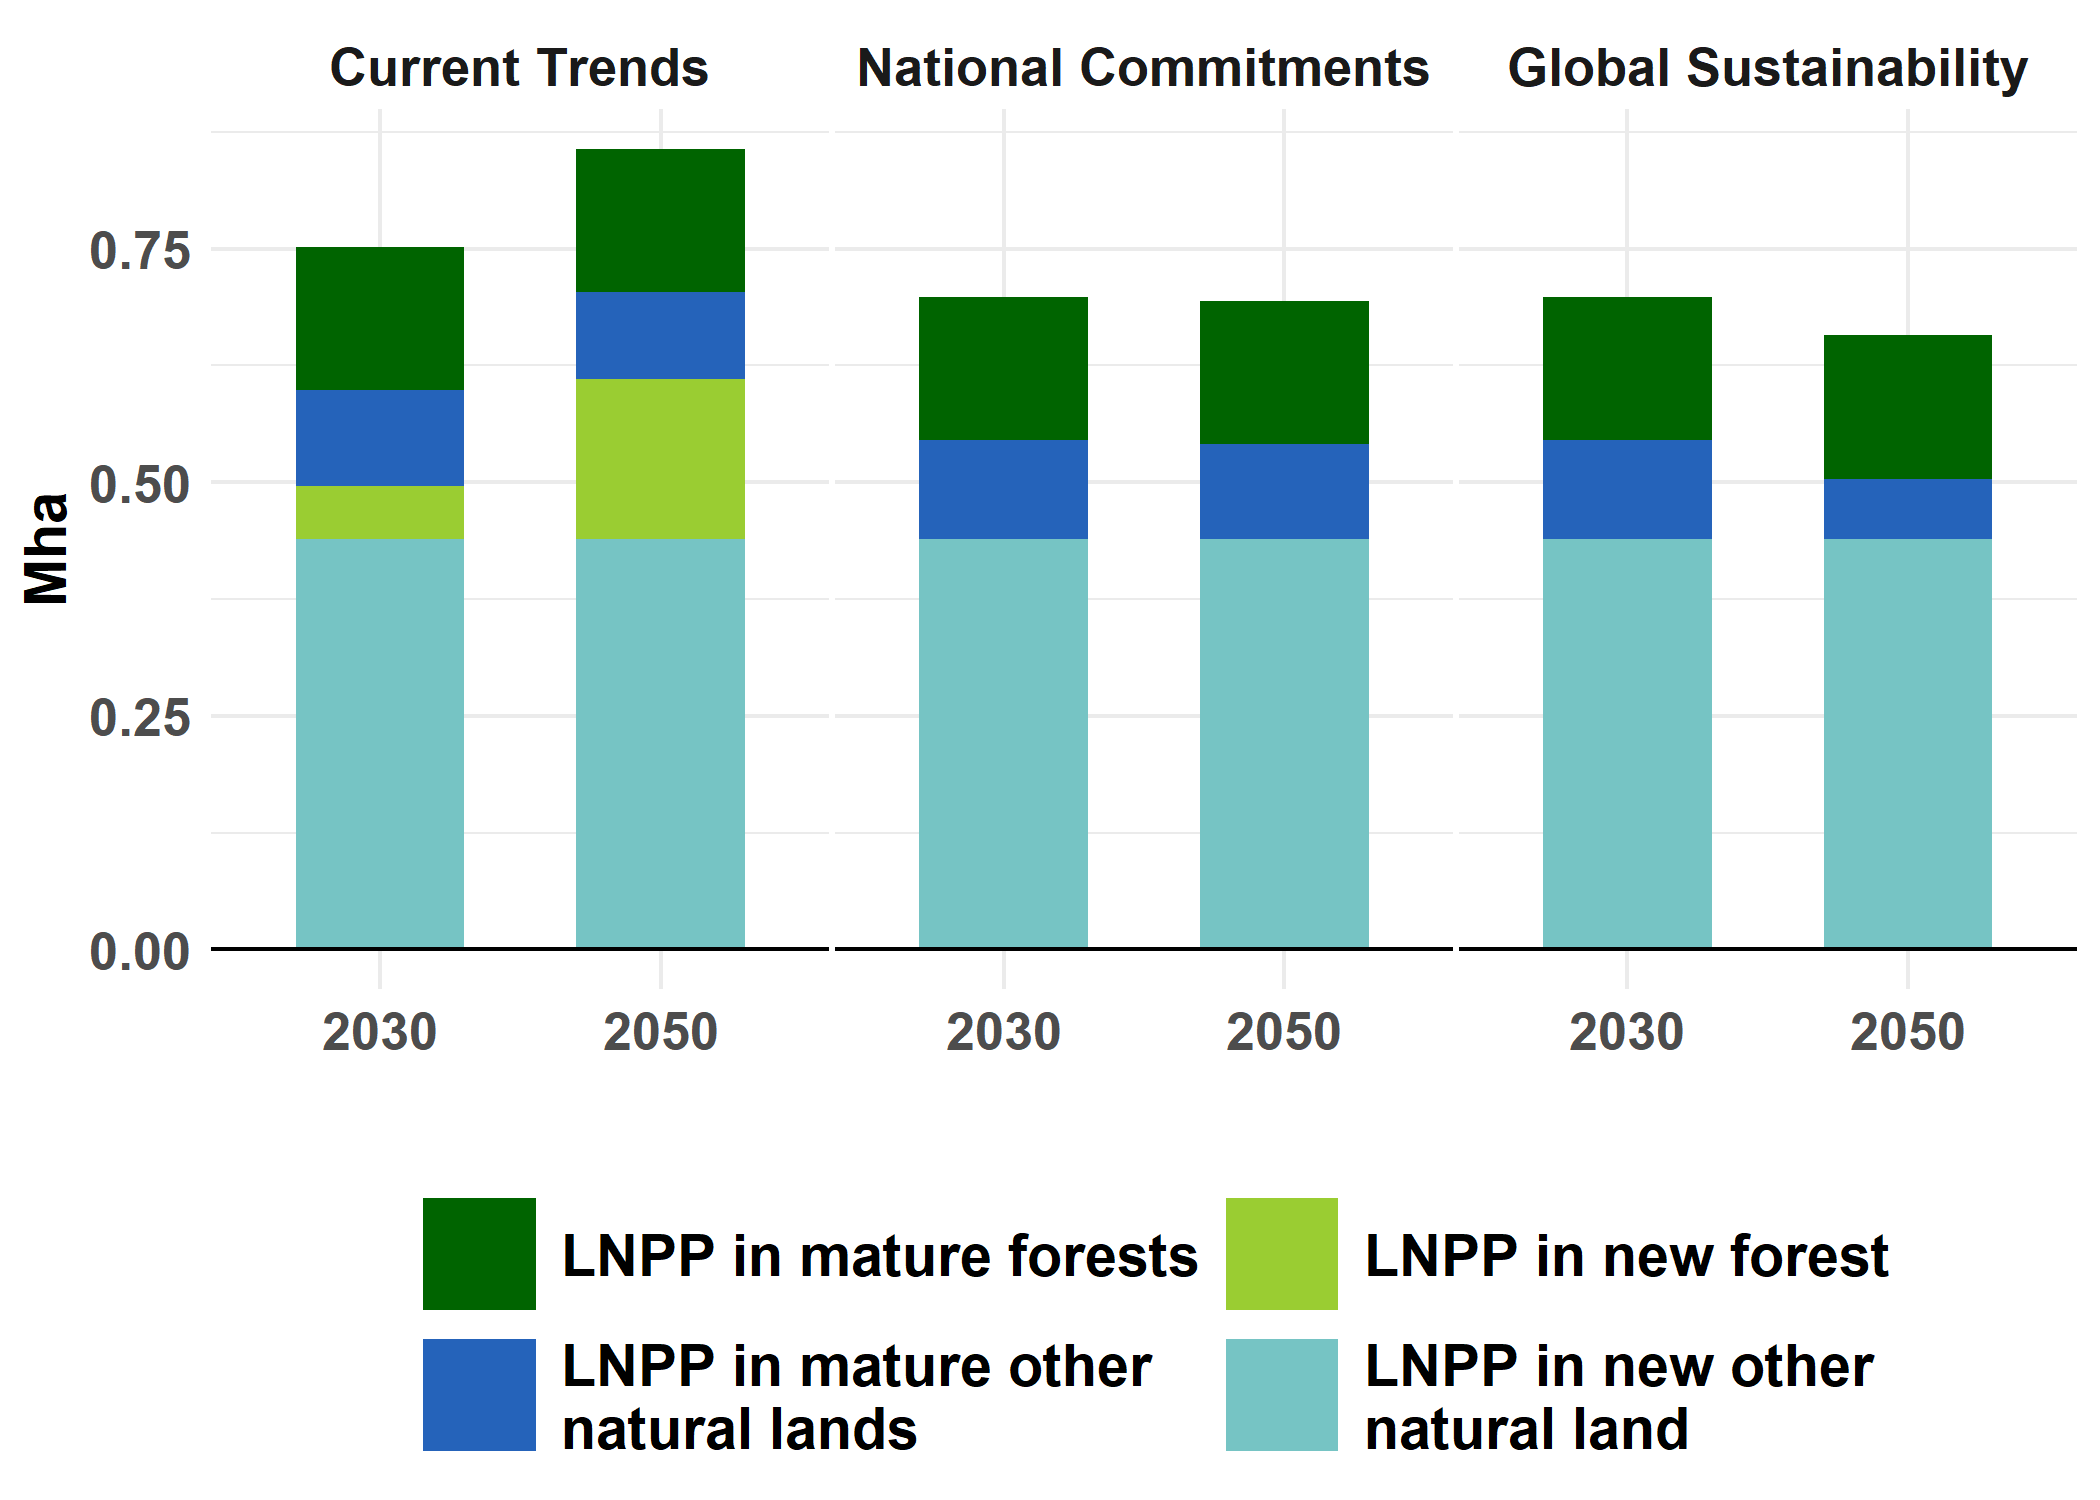 Current Trends
National Commitments
Global Sustainability
Mha
0.75
0.50
0.25
0.00
2030
2050
2030
2050
2030
2050
LNPP in mature forests
LNPP in new forest
LNPP in mature other
natural lands
LNPP in new other
natural land